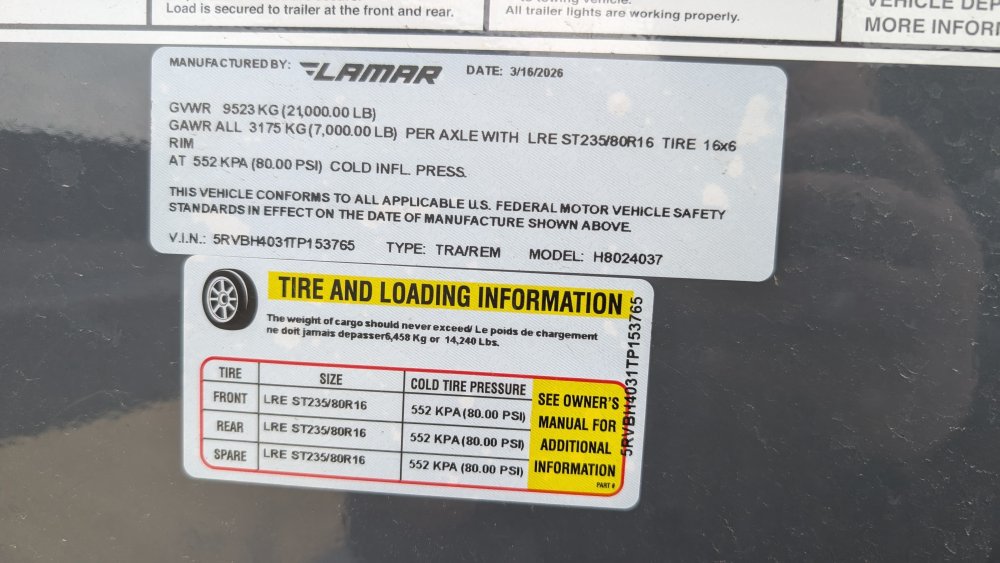 Load is secured to trailer at the front and rear.
to towing vehicle.
All trailer lights are working properly.
VEHICLE DEP
MORE INFOR
MANUFACTURED BY: LAMAR DATE: 3/16/2026
GVWR 9523 KG (21,000.00 LB)
GAWR ALL 3175 KG (7,000.00 LB) PER AXLE WITH LRE ST235/80R16 TIRE 16x6
RIM
AT 552 KPA (80.00 PSI) COLD INFL. PRESS.
THIS VEHICLE CONFORMS TO ALL APPLICABLE U.S. FEDERAL MOTOR VEHICLE SAFETY
STANDARDS IN EFFECT ON THE DATE OF MANUFACTURE SHOWN ABOVE.
V.I.N.: 5RVBH4031TP153765 TYPE: TRA/REM MODEL: H8024037
TIRE AND LOADING INFORMATION
The weight of cargo should never exceed/ Le poids de chargement
ne doit jamais depasser6,458 Kg or 14,240 Lbs.
TIRE SIZE COLD TIRE PRESSURE
FRONT LRE ST235/80R16 552 KPA (80.00 PSI)
REAR LRE ST235/80R16 552 KPA (80.00 PSI)
SPARE LRE ST235/80R16 552 KPA (80.00 PSI)
SEE OWNER'S
MANUAL FOR
ADDITIONAL
INFORMATION
PART #
5RVBH4031TP153765